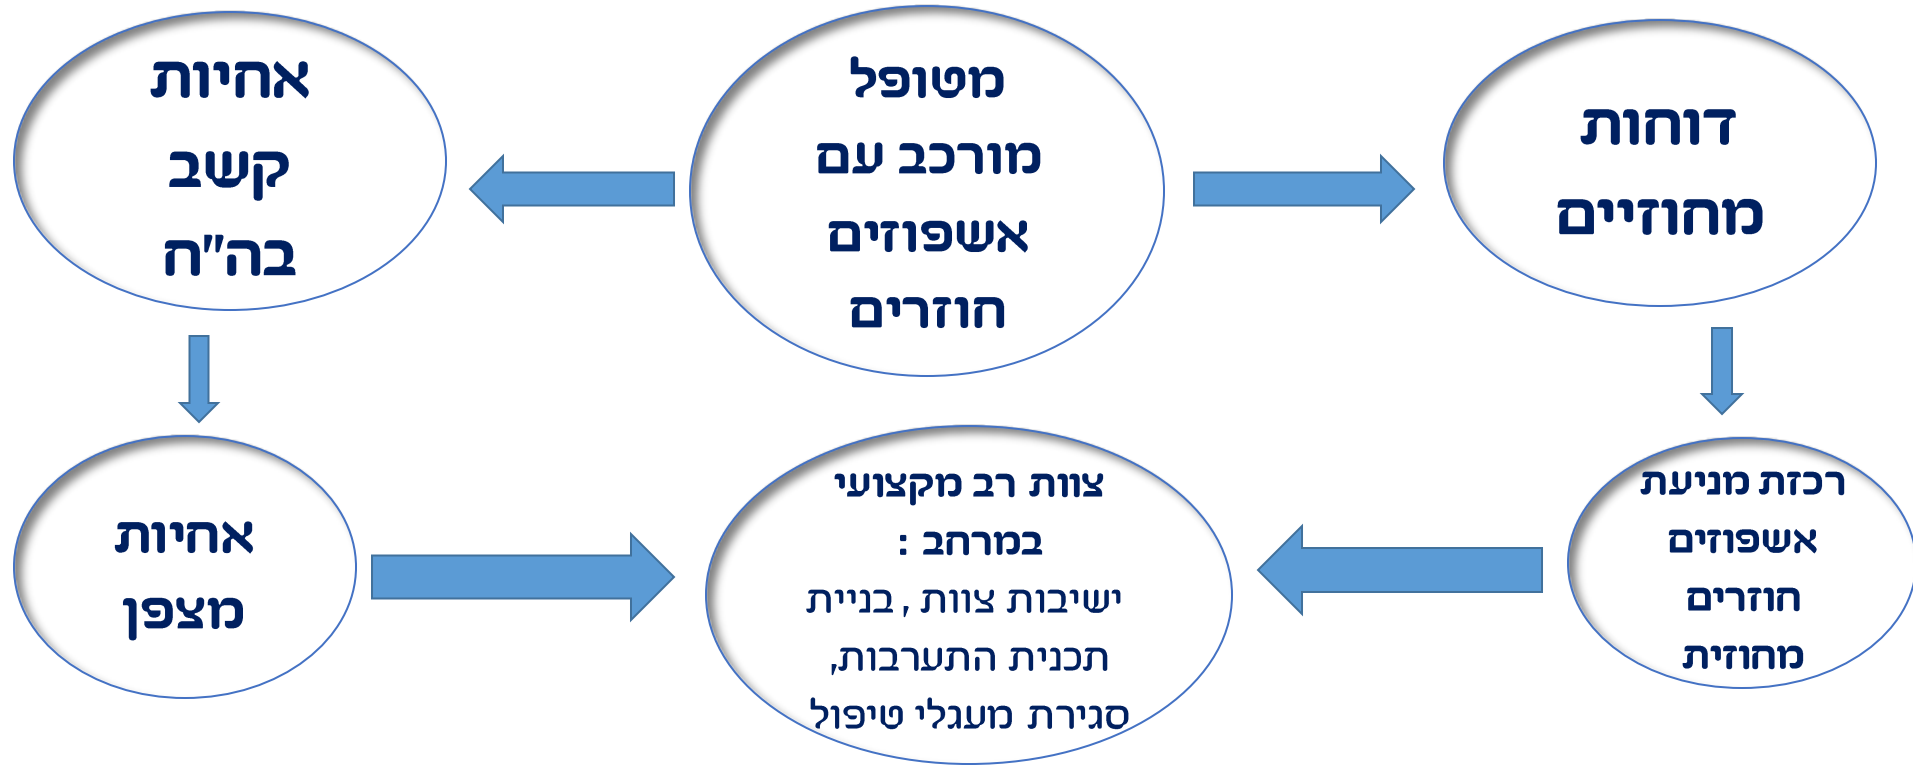 דוחות
מחוזיים
מטופל
מורכב עם
אשפוזים
חוזרים
אחיות
קשב
בה"ח
רכזת מניעת
אשפוזים
חוזרים
מחוזית
צוות רב מקצועי
במרחב :
ישיבות צוות , בניית
תכנית התערבות,
סגירת מעגלי טיפול
אחיות
מצפן